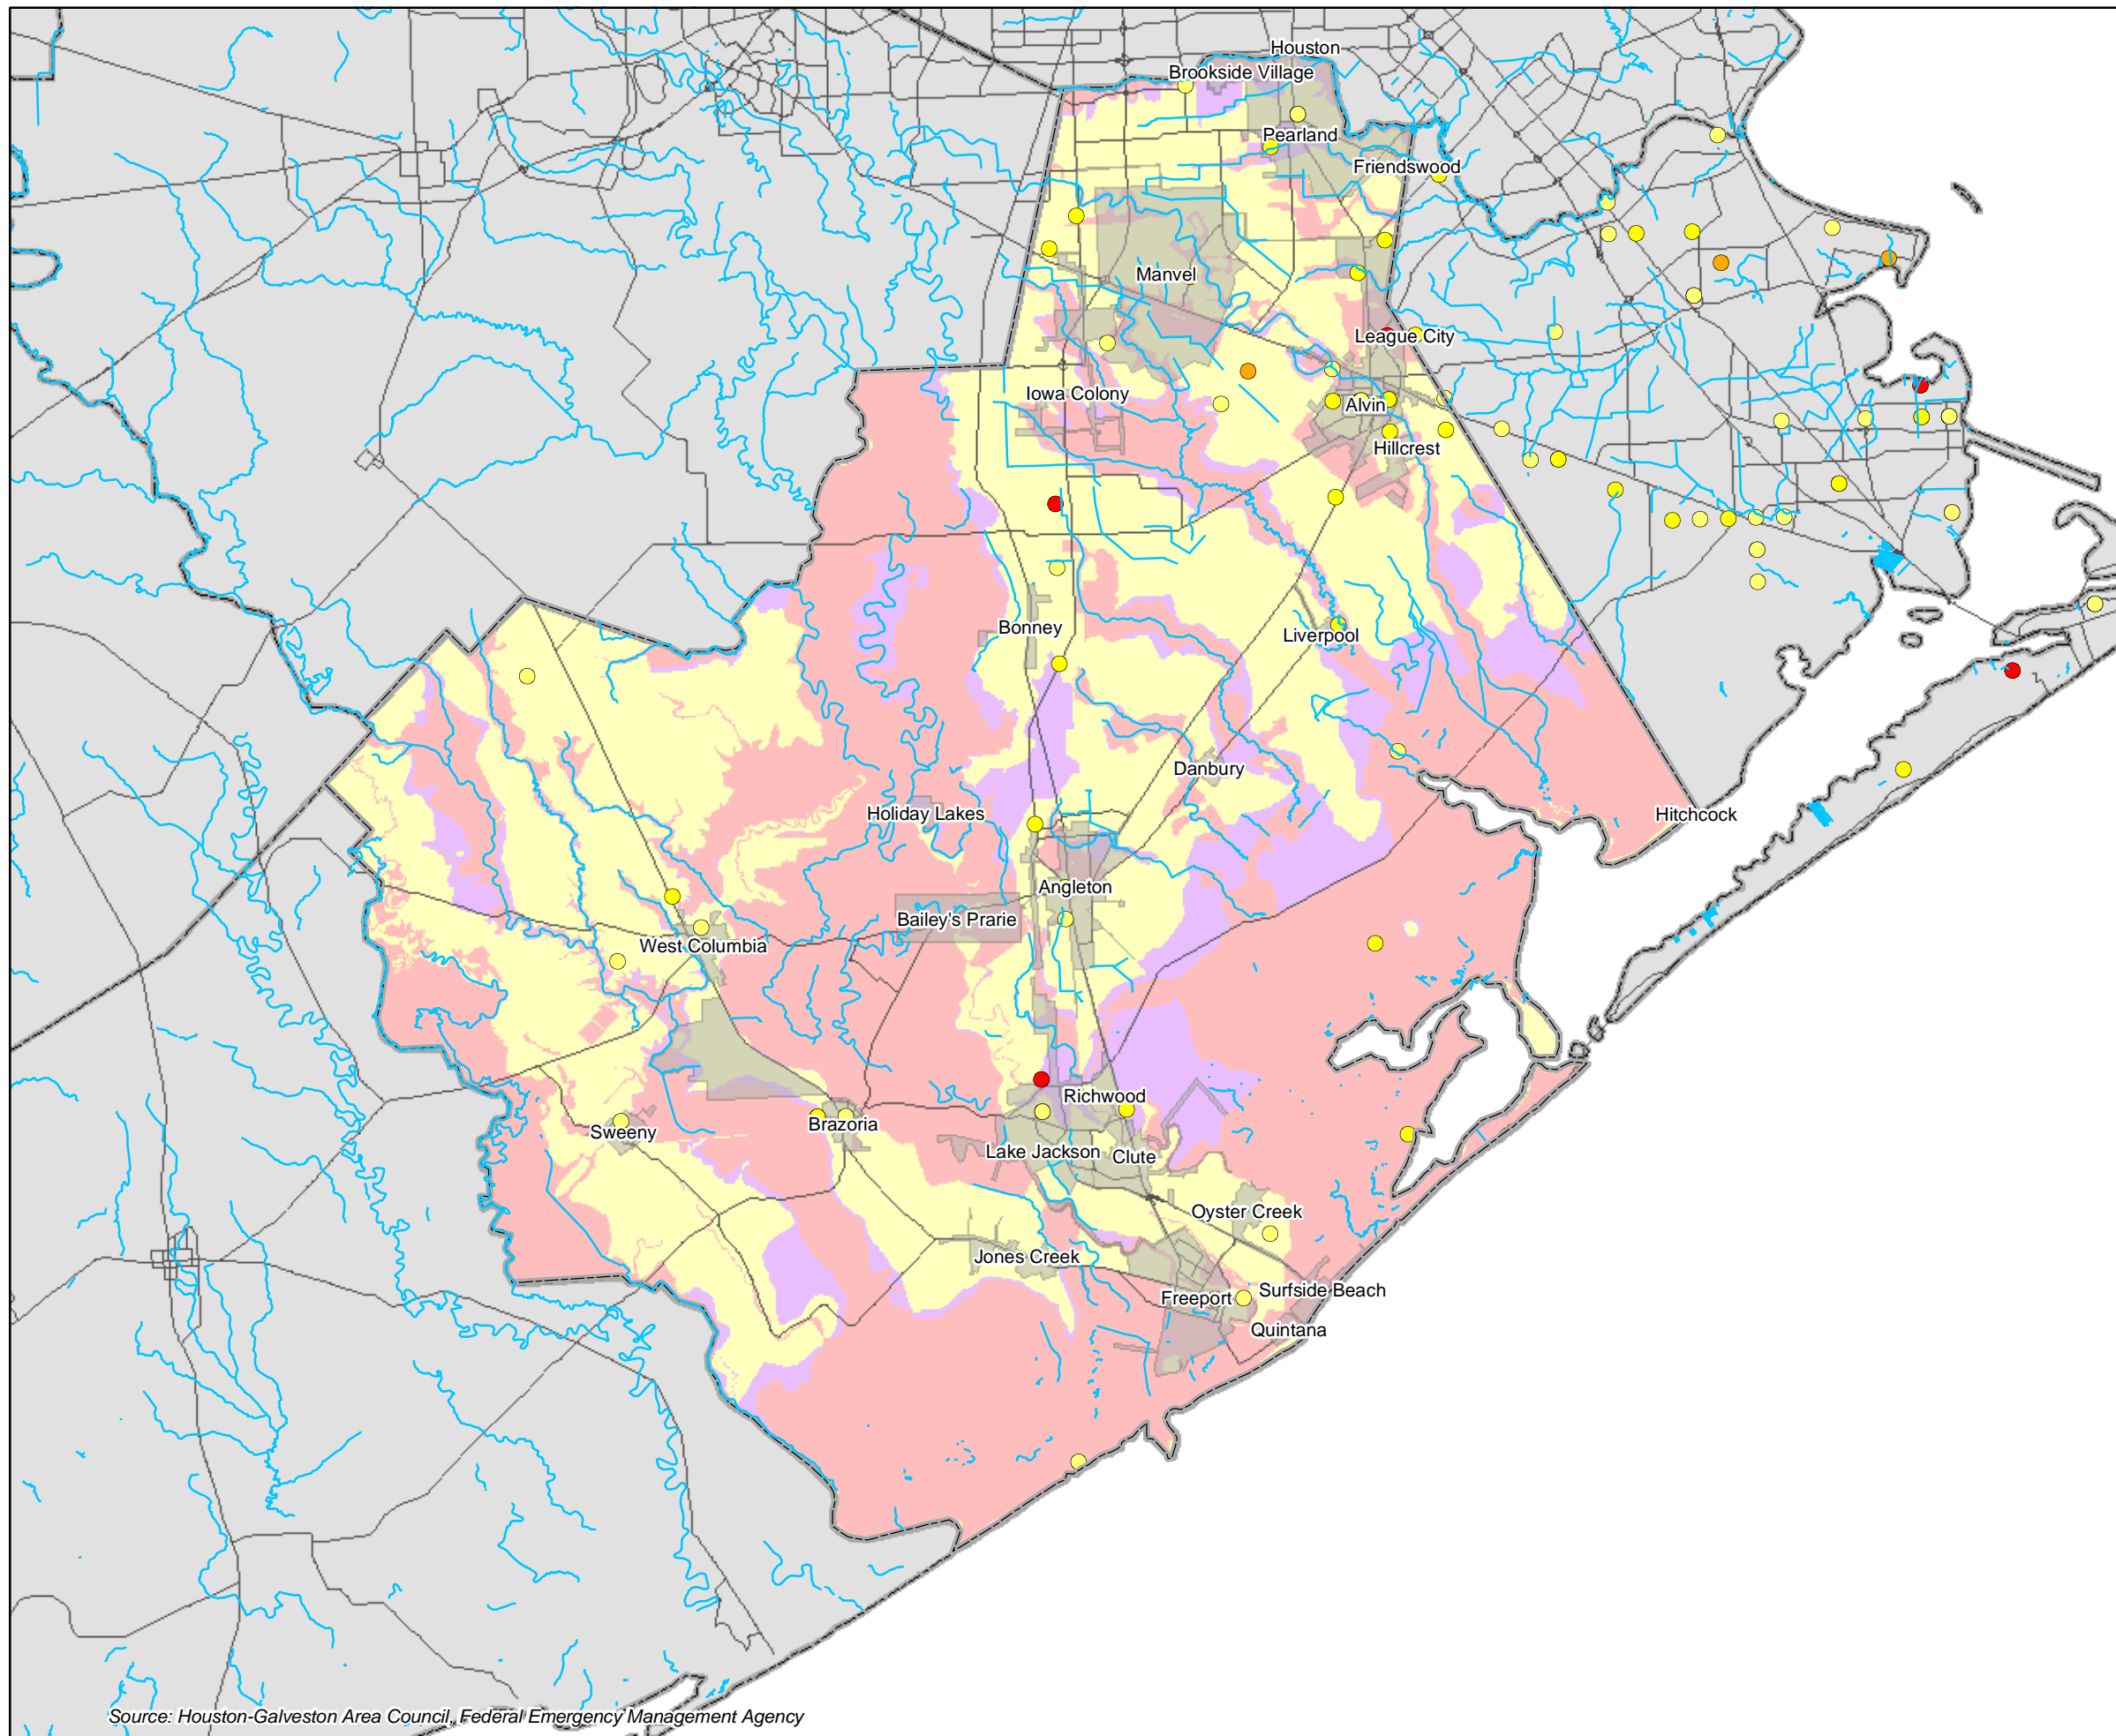 Houston
Brookside Village
Pearland
Friendswood
Manvel
League City
Iowa Colony
Alvin
Hillcrest
Bonney
Liverpool
Danbury
Holiday Lakes
Hitchcock
Angleton
Bailey's Prarie
West Columbia
Richwood
Brazoria
Sweeny
Lake Jackson
Clute
Oyster Creek
Jones Creek
Surfside Beach
Freeport
Quintana
Source: Houston-Galveston Area Council, Federal Emergency Management Agency